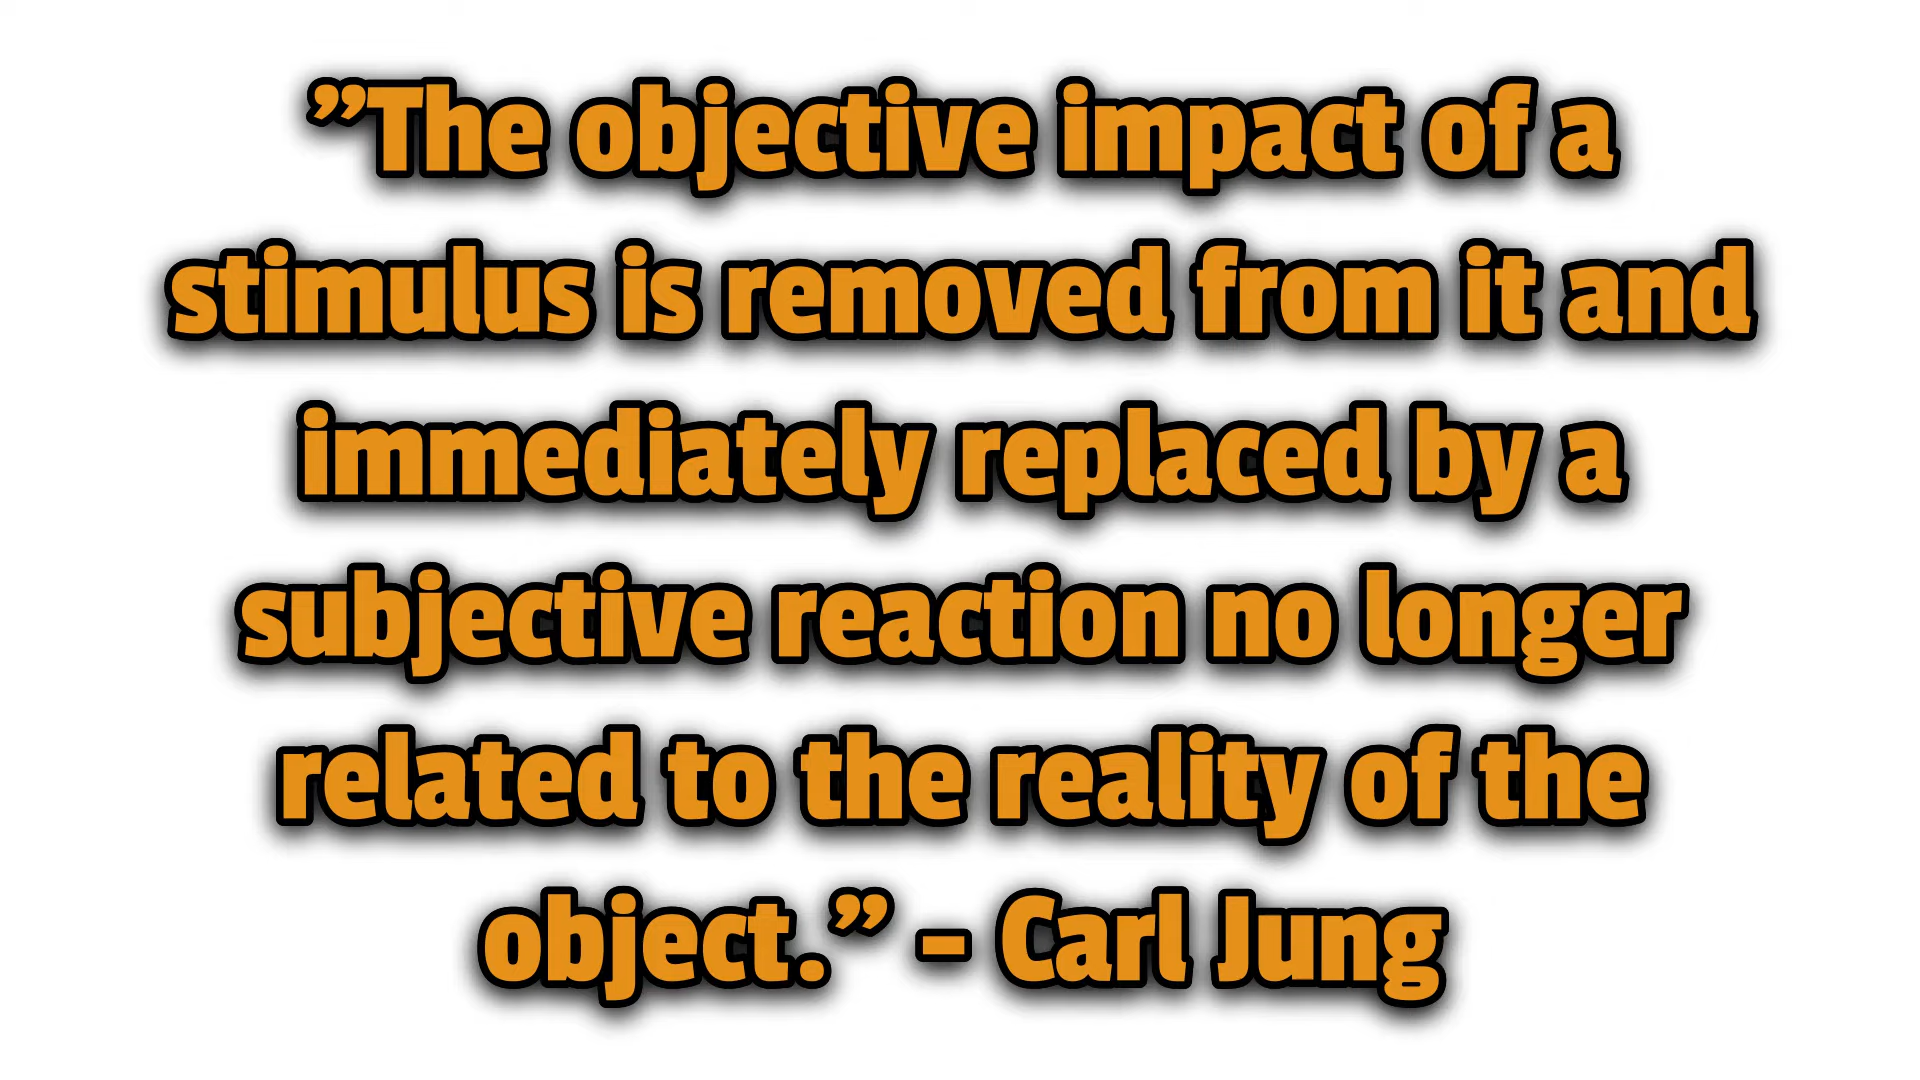 ”The objective impact of a
stimulus is removed from it and
immediately replaced by a
subjective reaction no longer
related to the reality of the
object.” - Carl Jung